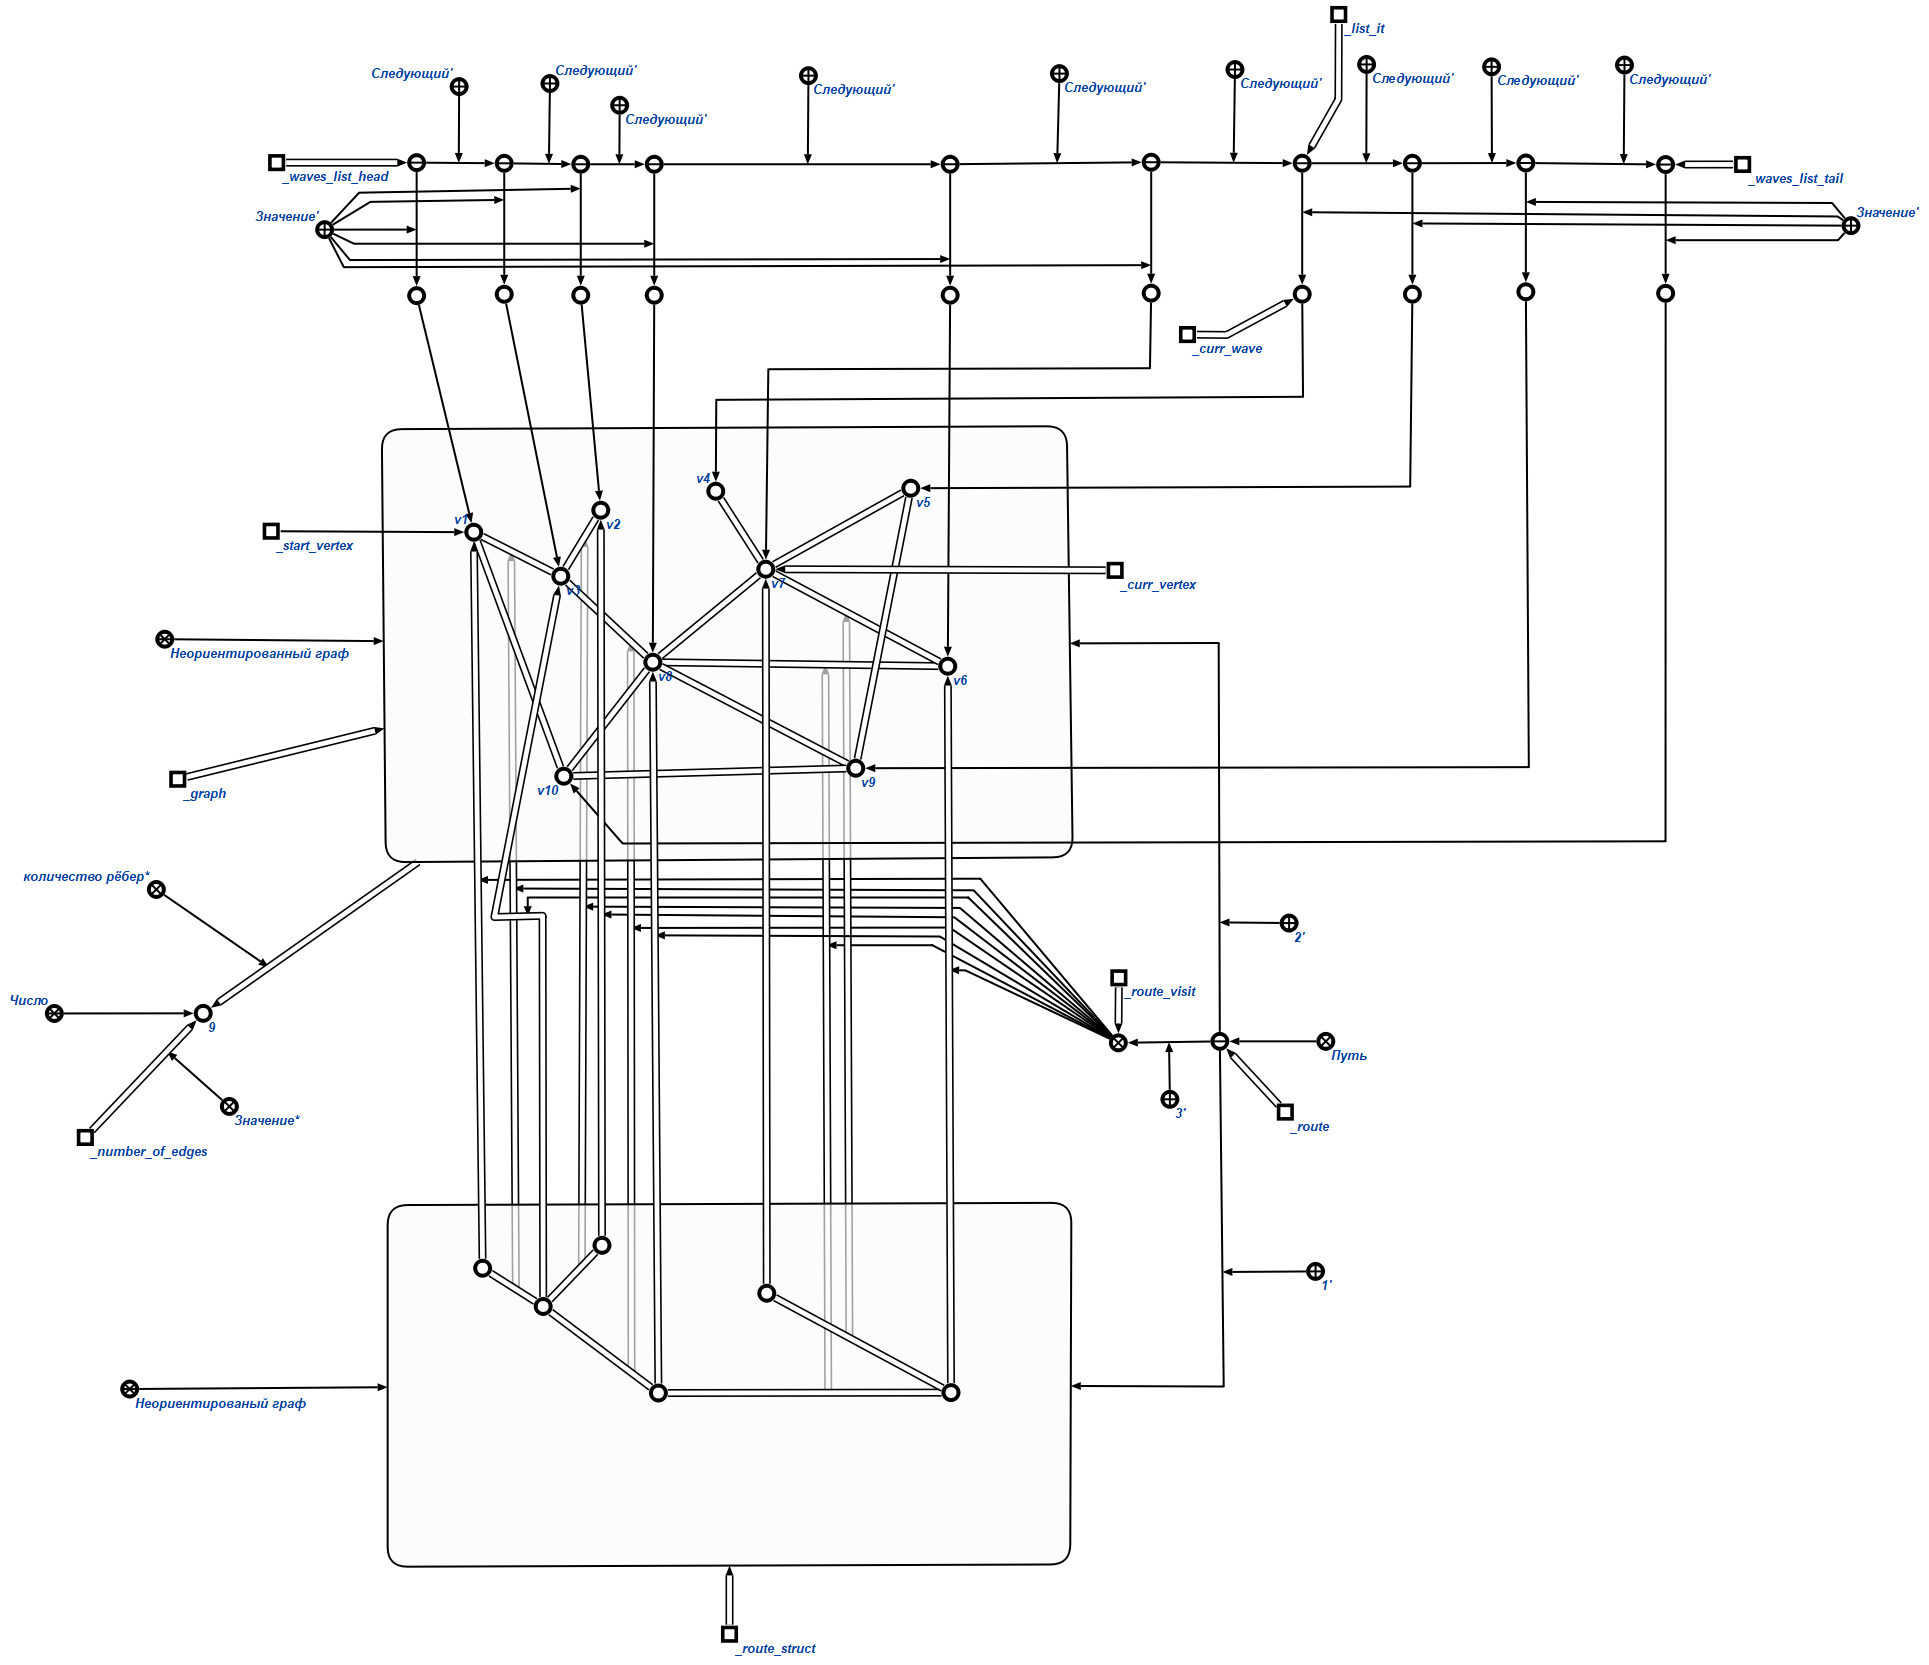 _list_it
Следующий'
Следующий'
Следующий'
Следующий'
Следующий'
Следующий'
Следующий'
Следующий'
Следующий'
_waves_list_head
_waves_list_tail
Значение'
Значение'
_curr_wave
v4
v5
v1
v2
_start_vertex
v7
_curr_vertex
v3
Неориентированный граф
v8
v6
_graph
v10
v9
количество рёбер*
2'
_route_visit
Число
9
Путь
3'
Значение*
_route
_number_of_edges
1'
Неориентированый граф
_route_struct